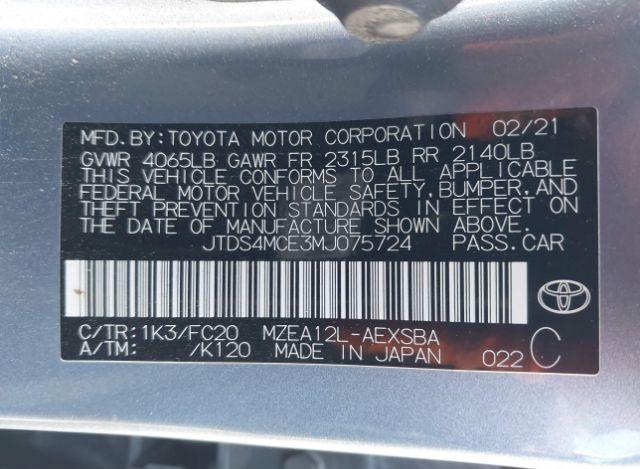 MFD.BY:TOYOTA MOTOR CORPORATION 02/21
GVWR 4065LB GAWR FR 2315LB RR 2140LB
THIS VEHICLE CONFORMS TO ALL APPLICABLE
FEDERAL MOTOR VEHICLE SAFETY,BUMPER,AND
THEFT PREVENTION STANDARDS IN EFFECT ON
THE DATE OF MANUFACTURE SHOWN ABOVE.
JTDS4MCE3MJ075724 PASS.CAR
C/TR:1K3/FC20 MZEA12L-AEXSBA
A/TM: /K120 MADE IN JAPAN 022 C